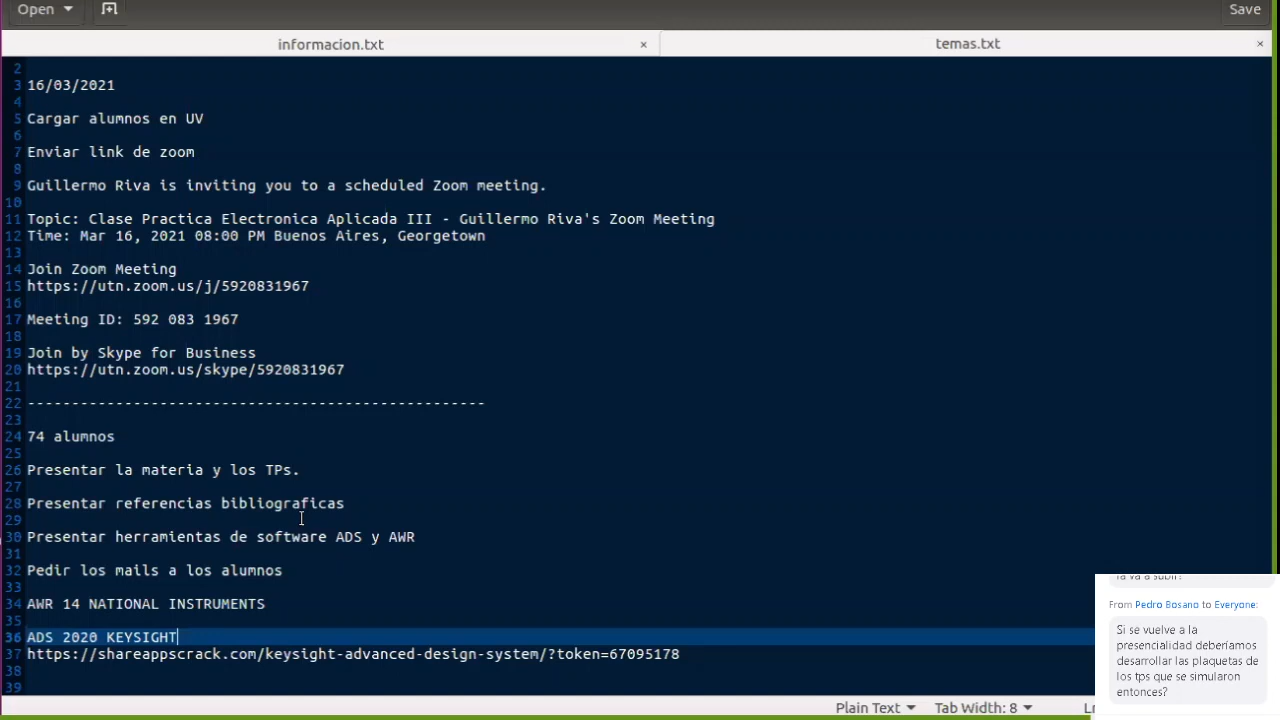 Open
Save
informacion.txt ×
temas.txt ×
2
3 16/03/2021
4
5 Cargar alumnos en UV
6
7 Enviar link de zoom
8
9 Guillermo Riva is inviting you to a scheduled Zoom meeting.
10
11 Topic: Clase Practica Electronica Aplicada III - Guillermo Riva's Zoom Meeting
12 Time: Mar 16, 2021 08:00 PM Buenos Aires, Georgetown
13
14 Join Zoom Meeting
15 https://utn.zoom.us/j/5920831967
16
17 Meeting ID: 592 083 1967
18
19 Join by Skype for Business
20 https://utn.zoom.us/skype/5920831967
21
22 ----------------------------------------------------
23
24 74 alumnos
25
26 Presentar la materia y los TPs.
27
28 Presentar referencias bibliograficas
29
30 Presentar herramientas de software ADS y AWR
31
32 Pedir los mails a los alumnos
33
34 AWR 14 NATIONAL INSTRUMENTS
35
36 ADS 2020 KEYSIGHT
37 https://shareappscrack.com/keysight-advanced-design-system/?token=67095178
38
39
Plain Text
Tab Width: 8
From Pedro Bosano to Everyone:
Si se vuelve a la
presencialidad deberíamos
desarrollar las plaquetas de
los tps que se simularon
entonces?